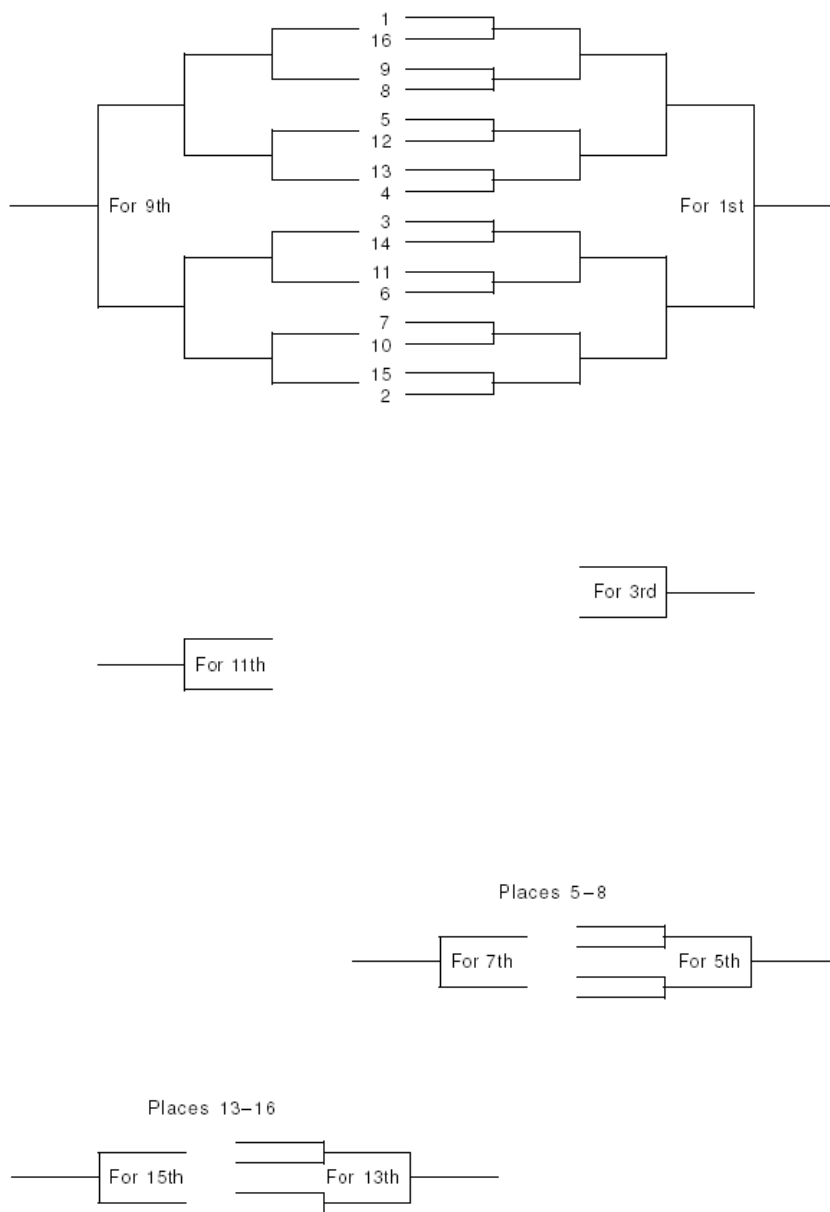 1
16
9
8
5
12
13
4
For 9th
For 1st
3
14
11
6
7
10
15
2
For 3rd
For 11th
Places 5–8
For 7th
For 5th
Places 13–16
For 15th
For 13th